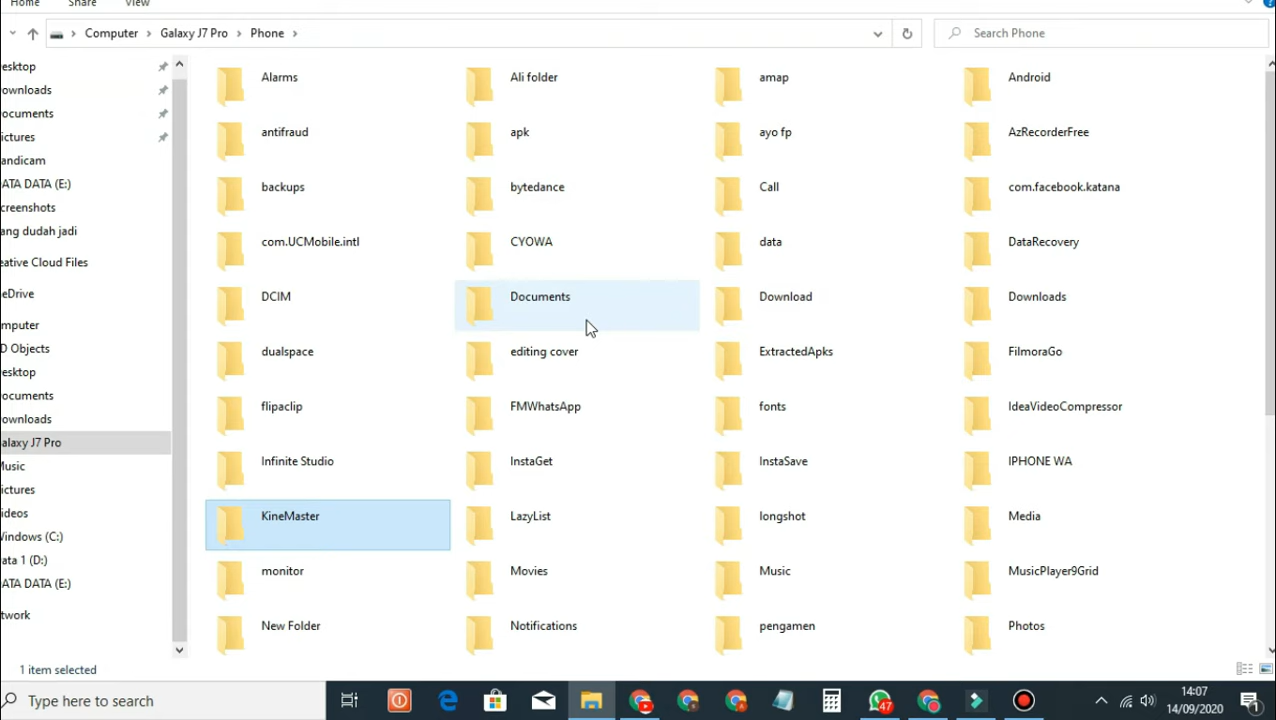 Home Share View
Computer > Galaxy J7 Pro > Phone >
Search Phone
esktop
ownloads
ocuments
ictures
andicam
ATA DATA (E:)
creenshots
ang dudah jadi
eative Cloud Files
neDrive
mputer
D Objects
esktop
ocuments
ownloads
alaxy J7 Pro
Music
ictures
ideos
Vindows (C:)
ata 1 (D:)
ATA DATA (E:)
twork
Alarms Ali folder amap Android
antifraud apk ayo fp AzRecorderFree
backups bytedance Call com.facebook.katana
com.UCMobile.intl CYOWA data DataRecovery
DCIM Documents Download Downloads
dualspace editing cover ExtractedApks FilmoraGo
flipaclip FMWhatsApp fonts IdeaVideoCompressor
Infinite Studio InstaGet InstaSave IPHONE WA
KineMaster LazyList longshot Media
monitor Movies Music MusicPlayer9Grid
New Folder Notifications pengamen Photos
1 item selected
Type here to search
47
14:07
14/09/2020
1